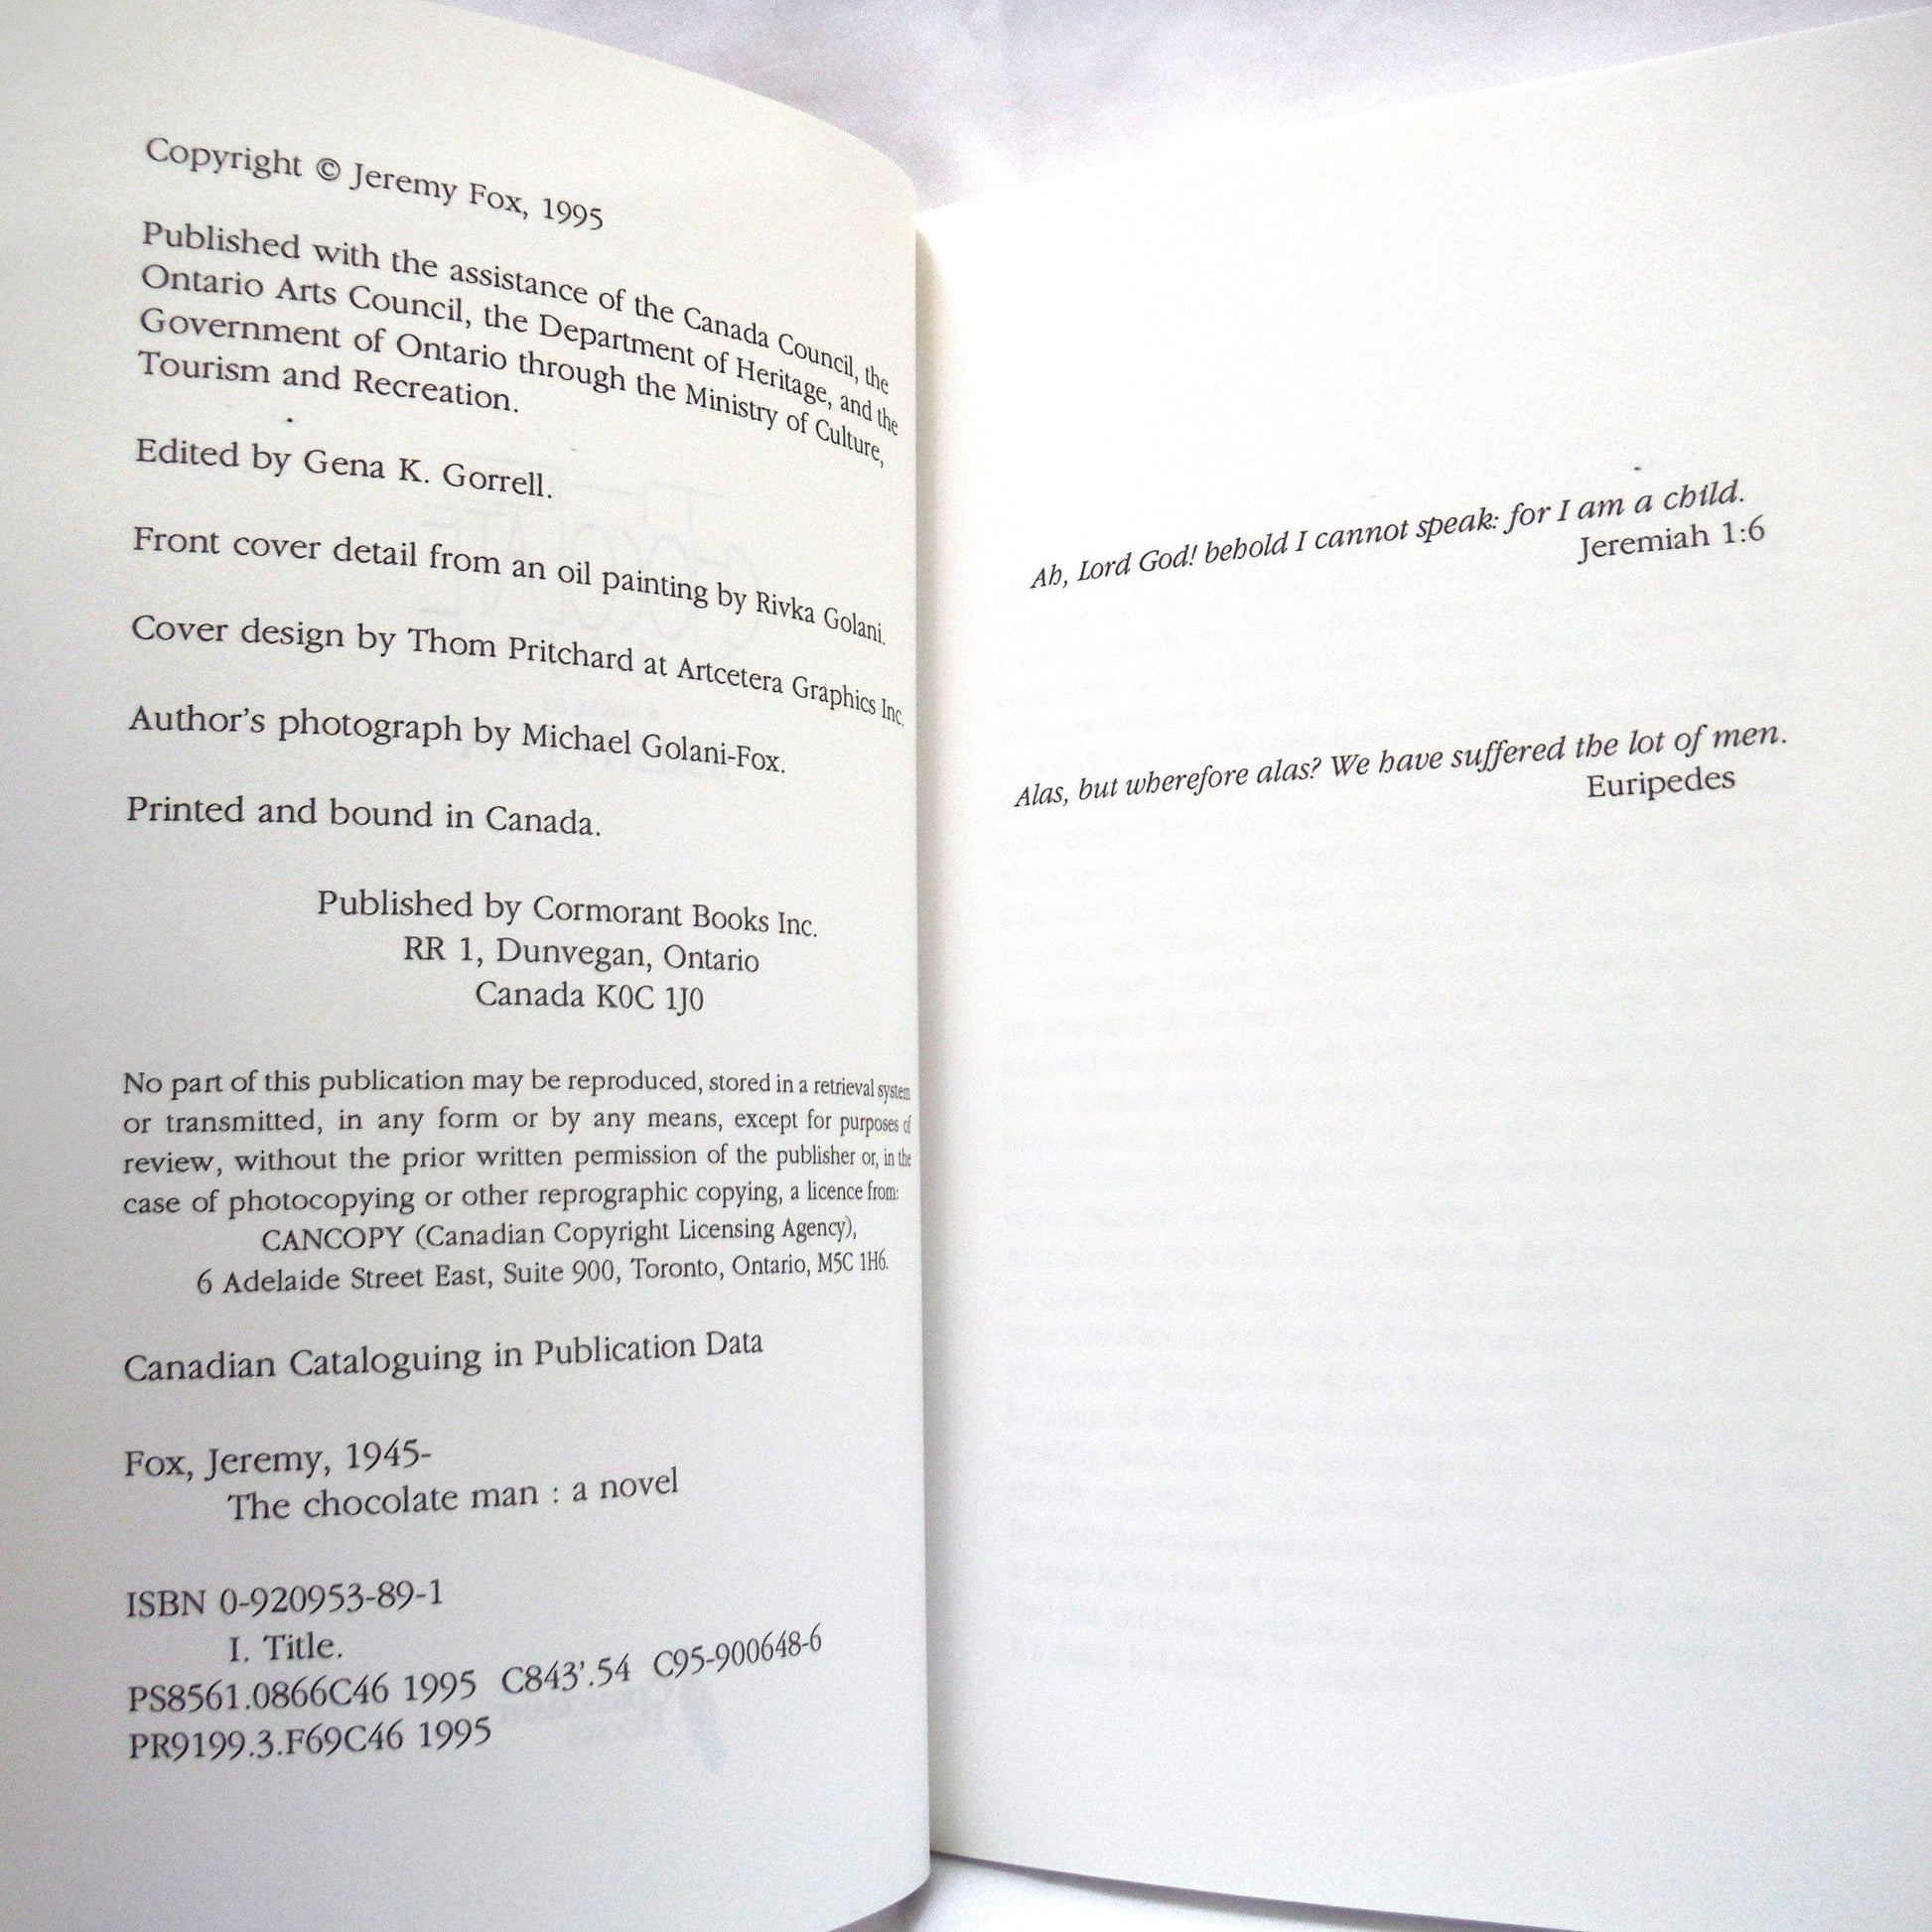 Copyright © Jeremy Fox, 1995
Published with the assistance of the Canada Council, the
Ontario Arts Council, the Department of Heritage, and the
Government of Ontario through the Ministry of Culture,
Tourism and Recreation.
Edited by Gena K. Gorrell.
Front cover detail from an oil painting by Rivka Golani.
Cover design by Thom Pritchard at Artcetera Graphics Inc.
Author's photograph by Michael Golani-Fox.
Printed and bound in Canada.
Published by Cormorant Books Inc.
RR 1, Dunvegan, Ontario
Canada K0C 1J0
No part of this publication may be reproduced, stored in a retrieval system
or transmitted, in any form or by any means, except for purposes of
review, without the prior written permission of the publisher or, in the
case of photocopying or other reprographic copying, a licence from:
CANCOPY (Canadian Copyright Licensing Agency),
6 Adelaide Street East, Suite 900, Toronto, Ontario, M5C 1H6.
Canadian Cataloguing in Publication Data
Fox, Jeremy, 1945-
The chocolate man : a novel
ISBN 0-920953-89-1
I. Title.
PS8561.0866C46 1995 C843'.54 C95-900648-6
PR9199.3.F69C46 1995
Ah, Lord God! behold I cannot speak: for I am a child.
Jeremiah 1:6
Alas, but wherefore alas? We have suffered the lot of men.
Euripedes